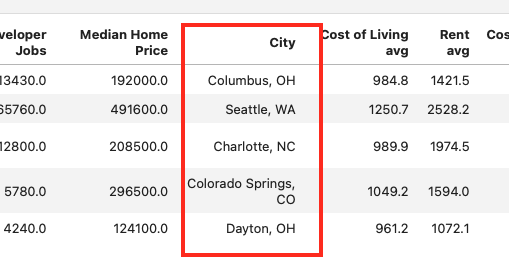 veloper Median Home City Cost of Living Rent Cos
Jobs Price avg avg
13430.0 192000.0 Columbus, OH 984.8 1421.5
65760.0 491600.0 Seattle, WA 1250.7 2528.2
12800.0 208500.0 Charlotte, NC 989.9 1974.5
5780.0 296500.0 Colorado Springs, 1049.2 1594.0
CO
4240.0 124100.0 Dayton, OH 961.2 1072.1